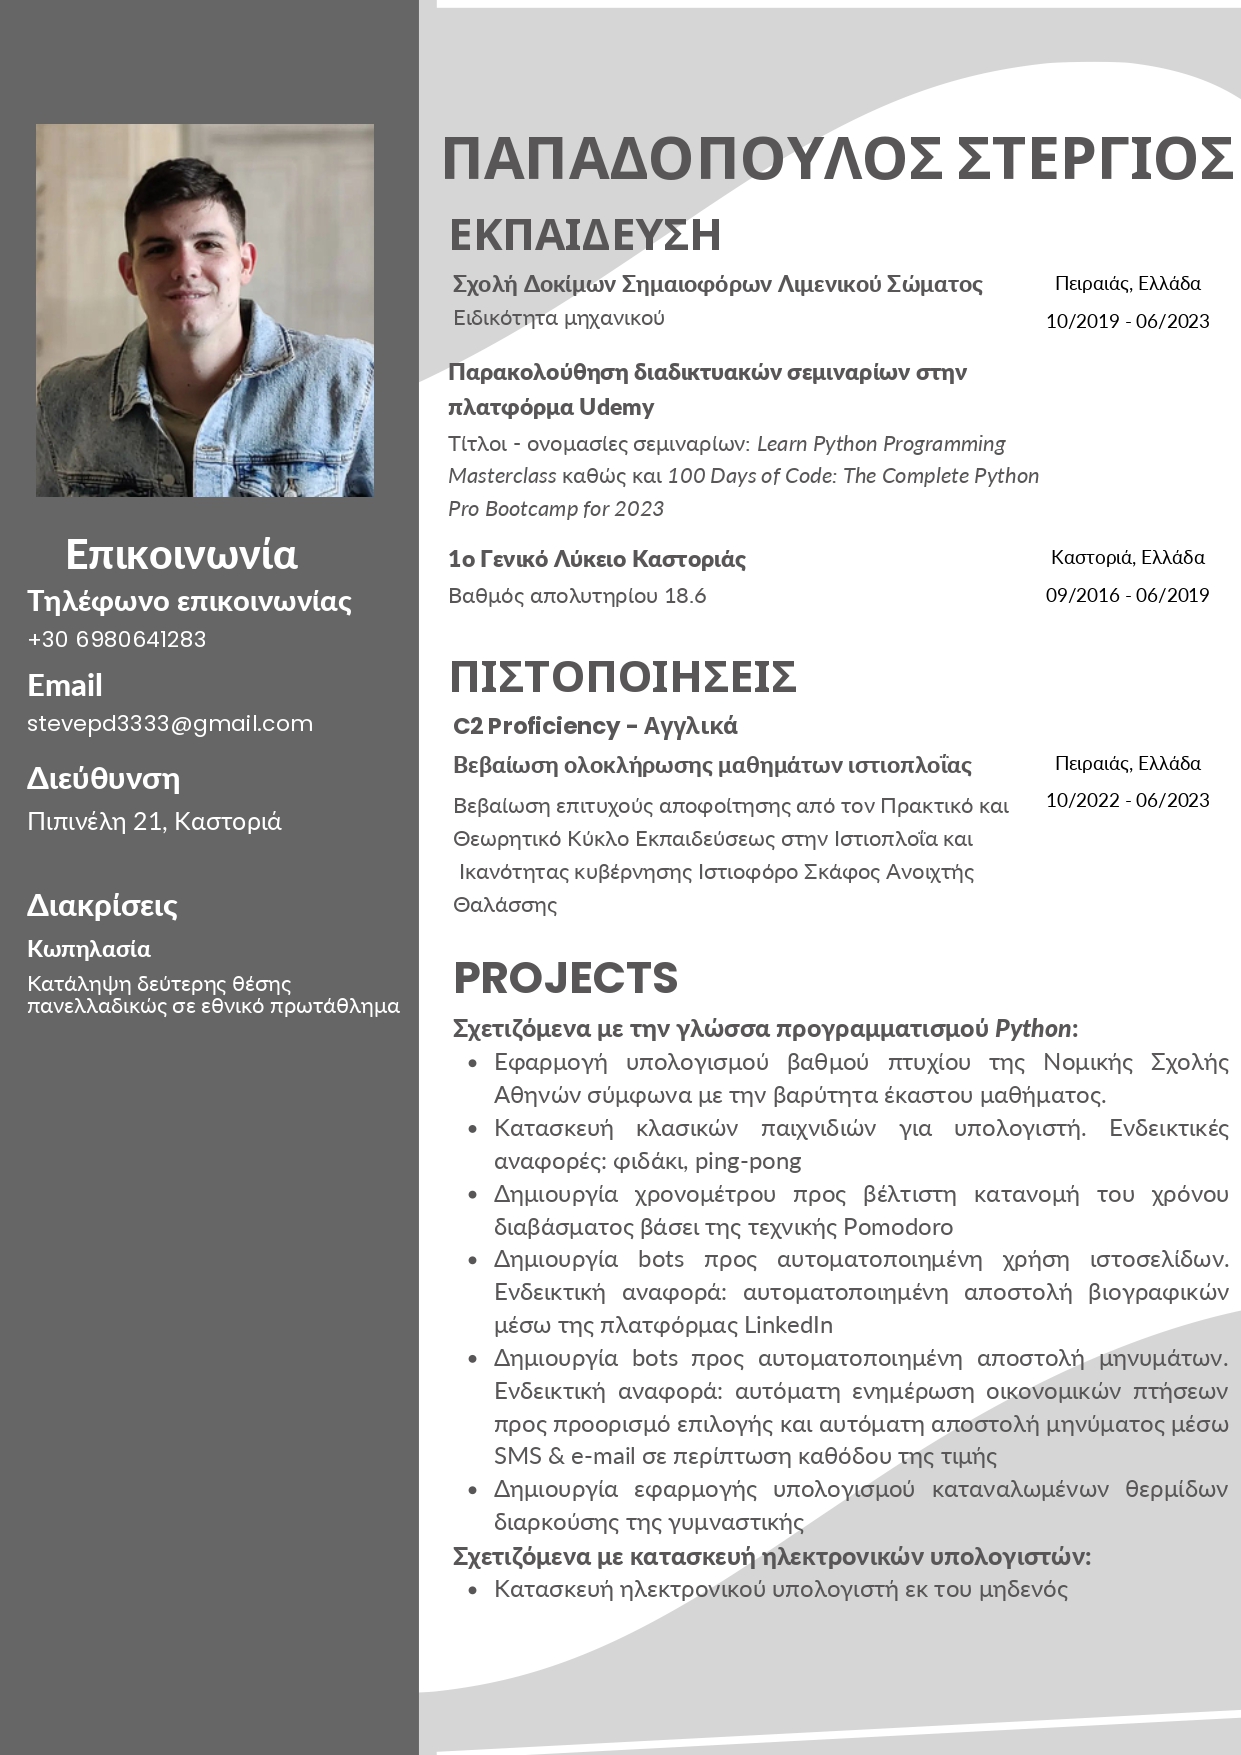 ΠΑΠΑΔΟΠΟΥΛΟΣ ΣΤΕΡΓΙΟΣ
ΕΚΠΑΙΔΕΥΣΗ
Σχολή Δοκίμων Σημαιοφόρων Λιμενικού Σώματος
Πειραιάς, Ελλάδα
Ειδικότητα μηχανικού
10/2019 - 06/2023
Παρακολούθηση διαδικτυακών σεμιναρίων στην
πλατφόρμα Udemy
Τίτλοι - ονομασίες σεμιναρίων: Learn Python Programming
Masterclass καθώς και 100 Days of Code: The Complete Python
Pro Bootcamp for 2023
1ο Γενικό Λύκειο Καστοριάς
Καστοριά, Ελλάδα
Βαθμός απολυτηρίου 18.6
09/2016 - 06/2019
ΠΙΣΤΟΠΟΙΗΣΕΙΣ
C2 Proficiency - Αγγλικά
Βεβαίωση ολοκλήρωσης μαθημάτων ιστιοπλοΐας
Πειραιάς, Ελλάδα
10/2022 - 06/2023
Βεβαίωση επιτυχούς αποφοίτησης από τον Πρακτικό και
Θεωρητικό Κύκλο Εκπαιδεύσεως στην Ιστιοπλοΐα και
Ικανότητας κυβέρνησης Ιστιοφόρο Σκάφος Ανοιχτής
Θαλάσσης
PROJECTS
Σχετιζόμενα με την γλώσσα προγραμματισμού Python:
• Εφαρμογή υπολογισμού βαθμού πτυχίου της Νομικής Σχολής
Αθηνών σύμφωνα με την βαρύτητα έκαστου μαθήματος.
• Κατασκευή κλασικών παιχνιδιών για υπολογιστή. Ενδεικτικές
αναφορές: φιδάκι, ping-pong
• Δημιουργία χρονομέτρου προς βέλτιστη κατανομή του χρόνου
διαβάσματος βάσει της τεχνικής Pomodoro
• Δημιουργία bots προς αυτοματοποιημένη χρήση ιστοσελίδων.
Ενδεικτική αναφορά: αυτοματοποιημένη αποστολή βιογραφικών
μέσω της πλατφόρμας LinkedIn
• Δημιουργία bots προς αυτοματοποιημένη αποστολή μηνυμάτων.
Ενδεικτική αναφορά: αυτόματη ενημέρωση οικονομικών πτήσεων
προς προορισμό επιλογής και αυτόματη αποστολή μηνύματος μέσω
SMS & e-mail σε περίπτωση καθόδου της τιμής
• Δημιουργία εφαρμογής υπολογισμού καταναλωμένων θερμίδων
διαρκούσης της γυμναστικής
Σχετιζόμενα με κατασκευή ηλεκτρονικών υπολογιστών:
• Κατασκευή ηλεκτρονικού υπολογιστή εκ του μηδενός
Επικοινωνία
Τηλέφωνο επικοινωνίας
+30 6980641283
Email
stevepd3333@gmail.com
Διεύθυνση
Πιπινέλη 21, Καστοριά
Διακρίσεις
Κωπηλασία
Κατάληψη δεύτερης θέσης
πανελλαδικώς σε εθνικό πρωτάθλημα